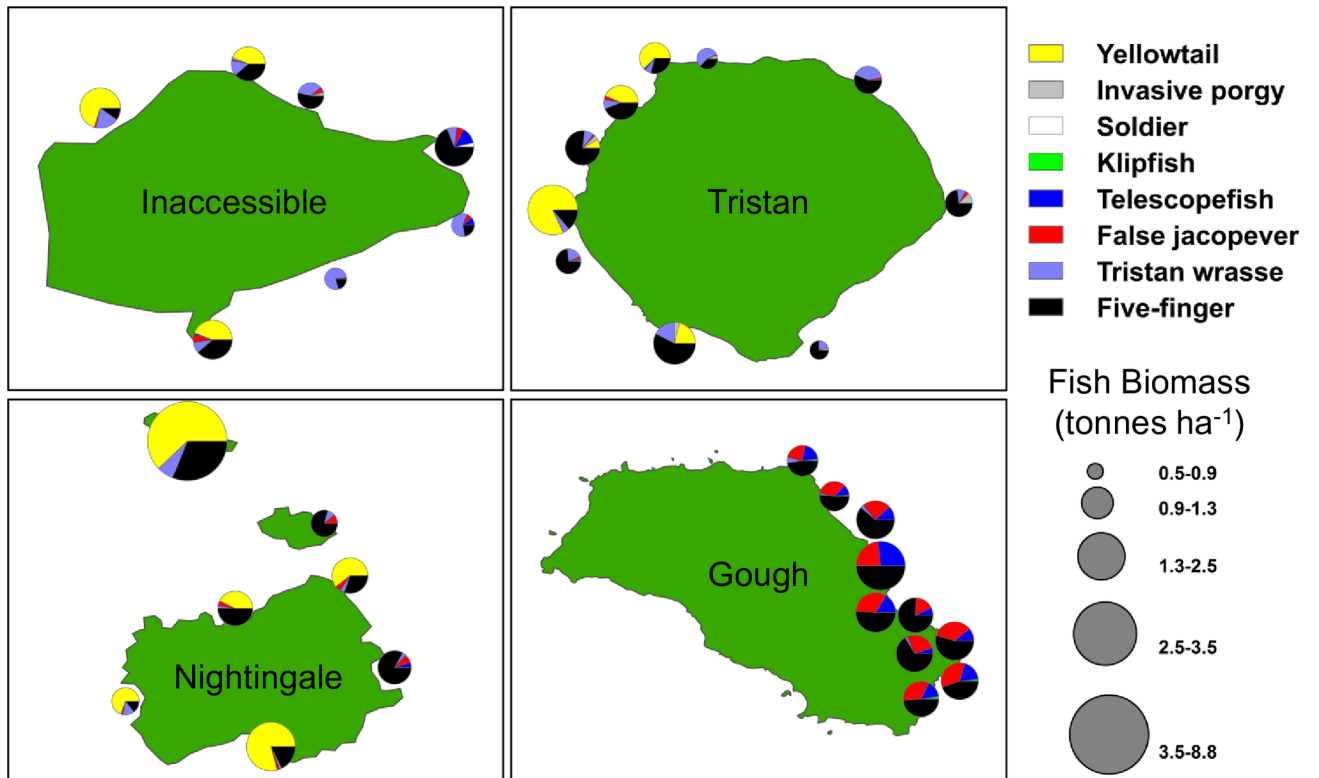 Inaccessible
Tristan
Nightingale
Gough
Yellowtail
Invasive porgy
Soldier
Klipfish
Telescopefish
False jacopever
Tristan wrasse
Five-finger
Fish Biomass
(tonnes ha⁻¹)
0.5-0.9
0.9-1.3
1.3-2.5
2.5-3.5
3.5-8.8